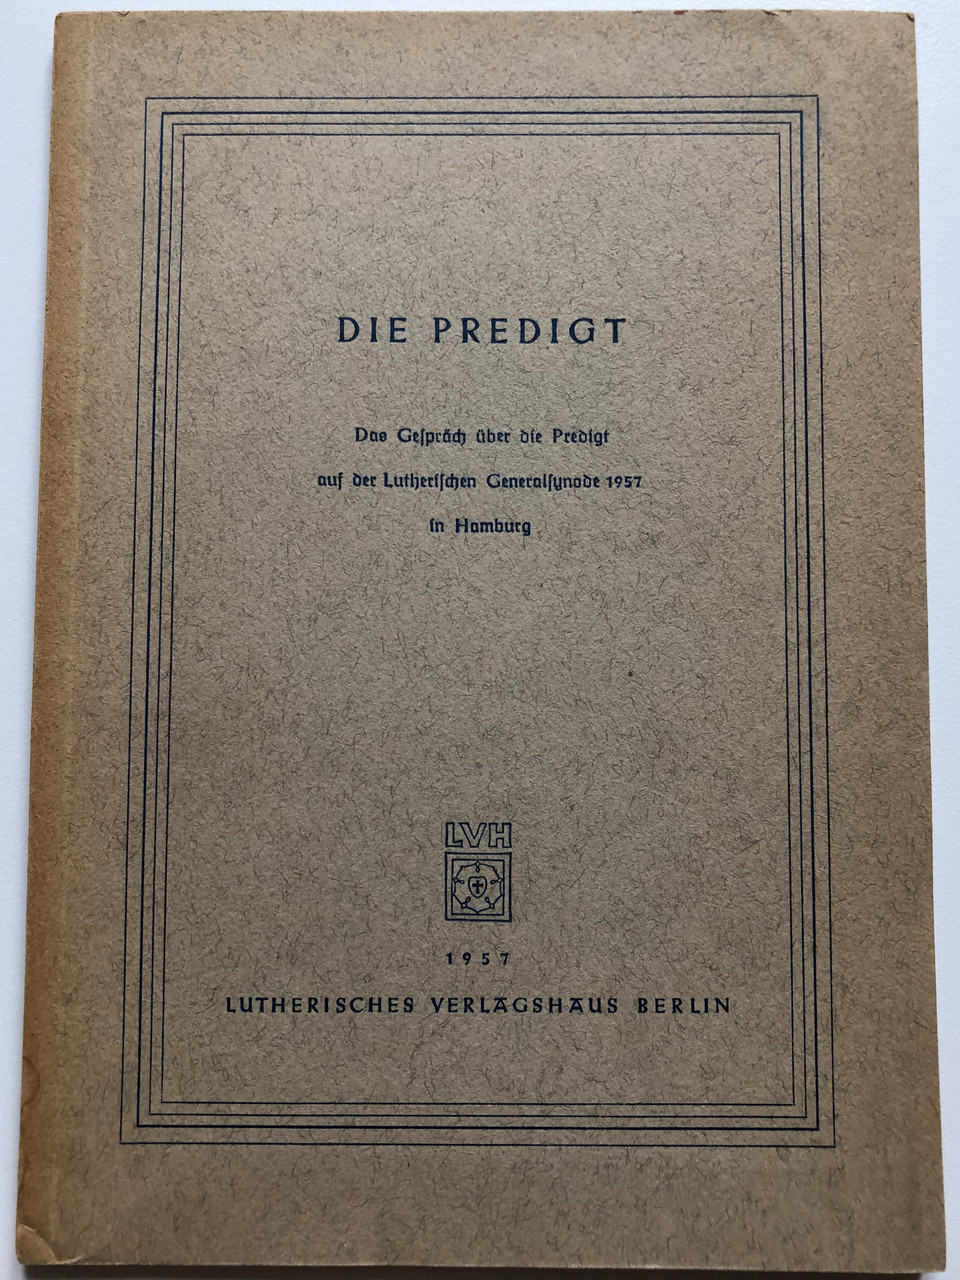 DIE PREDIGT
Das Geſpräch über die Predigt
auf der Lutheriſchen Generalſynode 1957
in Hamburg
LVH
1957
LUTHERISCHES VERLAGSHAUS BERLIN